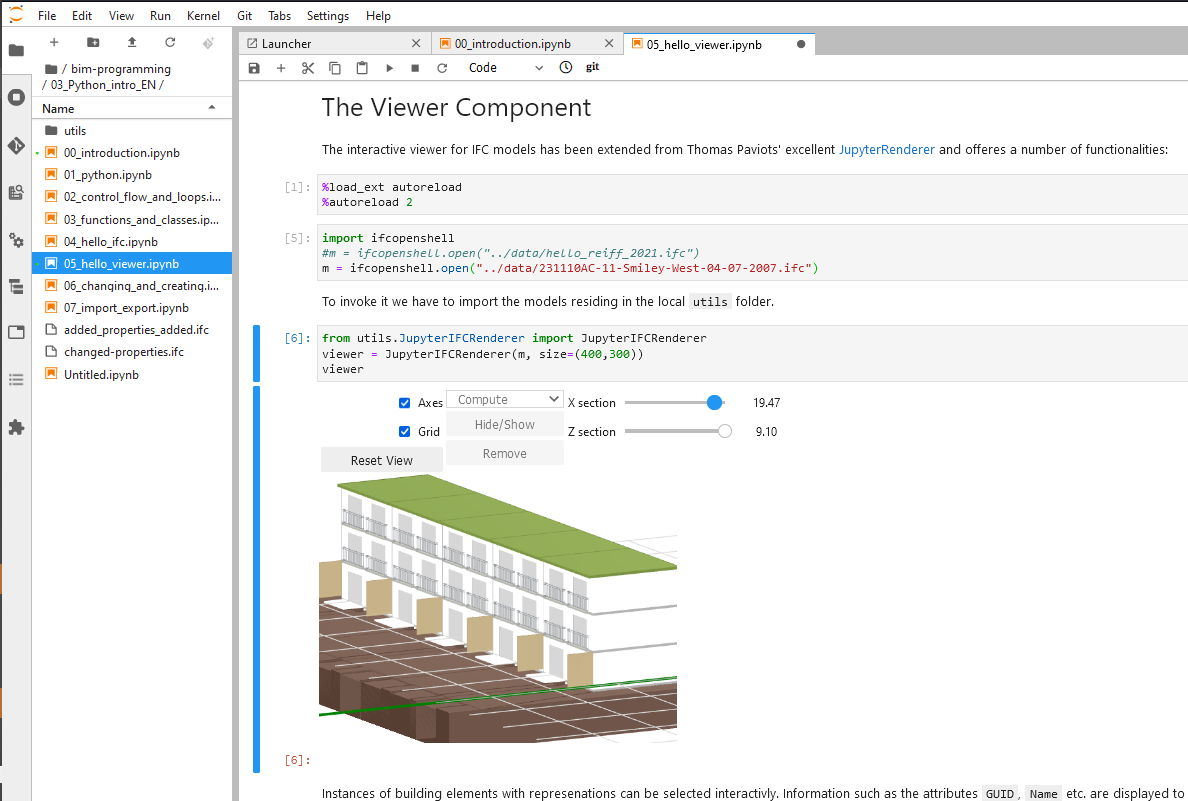 File Edit View Run Kernel Git Tabs Settings Help
Launcher
00_introduction.ipynb
05_hello_viewer.ipynb
Code
git
/ bim-programming
/ 03_Python_intro_EN /
Name
utils
00_introduction.ipynb
01_python.ipynb
02_control_flow_and_loops.i...
03_functions_and_classes.ip...
04_hello_ifc.ipynb
05_hello_viewer.ipynb
06_changing_and_creating.i...
07_import_export.ipynb
added_properties_added.ifc
changed-properties.ifc
Untitled.ipynb
The Viewer Component
The interactive viewer for IFC models has been extended from Thomas Paviots' excellent JupyterRenderer and offeres a number of functionalities:
[1]:
%load_ext autoreload
%autoreload 2
[5]:
import ifcopenshell
#m = ifcopenshell.open("../data/hello_reiff_2021.ifc")
m = ifcopenshell.open("../data/231110AC-11-Smiley-West-04-07-2007.ifc")
To invoke it we have to import the models residing in the local utils folder.
[6]:
from utils.JupyterIFCRenderer import JupyterIFCRenderer
viewer = JupyterIFCRenderer(m, size=(400,300))
viewer
Axes Compute X section 19.47
Grid Hide/Show Z section 9.10
Reset View Remove
[6]:
Instances of building elements with represenations can be selected interactivly. Information such as the attributes GUID, Name etc. are displayed to